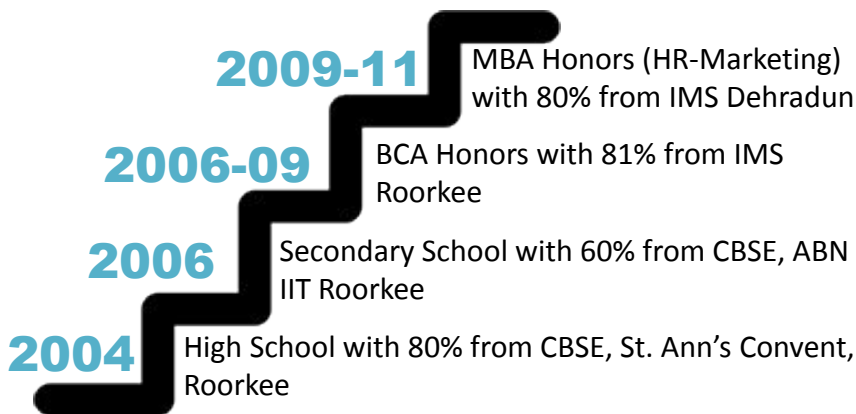 2009-11
MBA Honors (HR-Marketing)
with 80% from IMS Dehradun
2006-09
BCA Honors with 81% from IMS
Roorkee
2006
Secondary School with 60% from CBSE, ABN
IIT Roorkee
2004
High School with 80% from CBSE, St. Ann’s Convent,
Roorkee